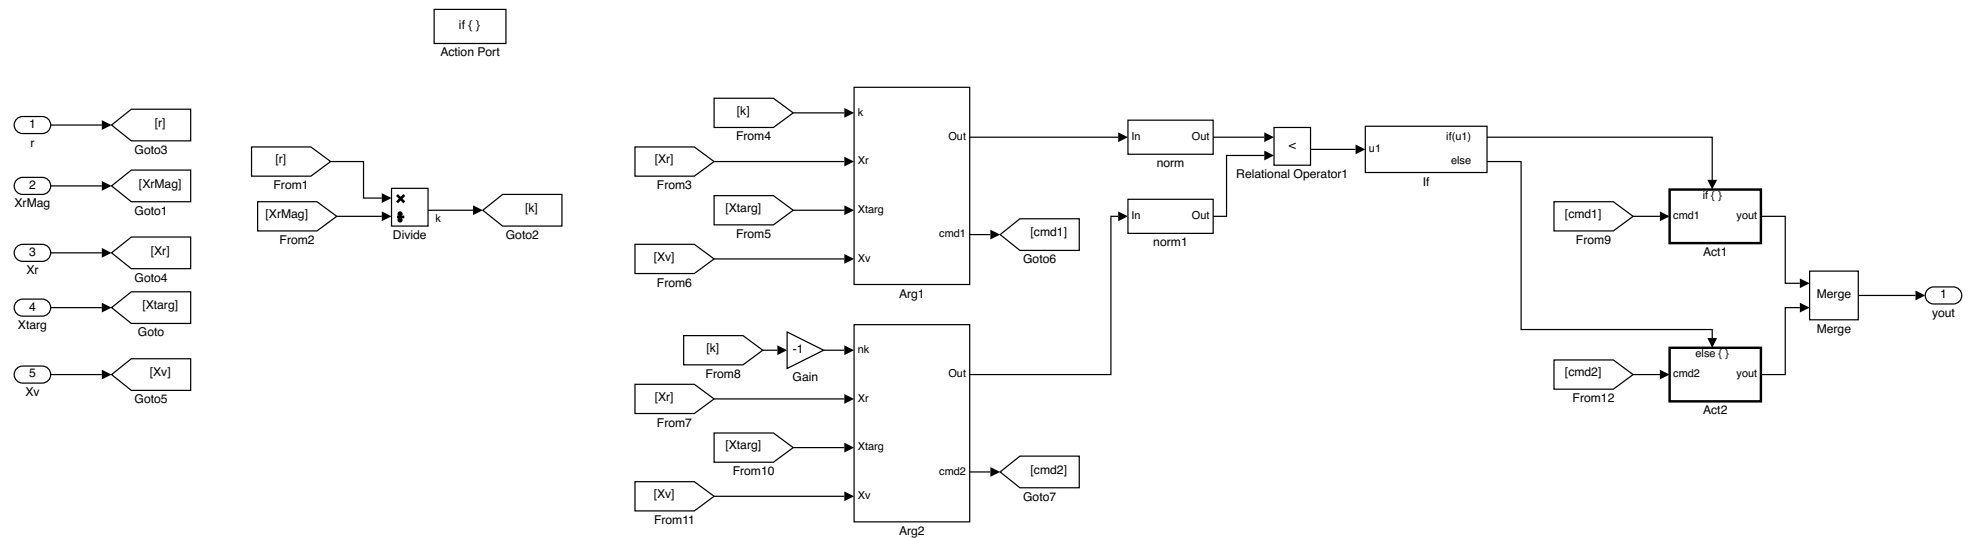 if { }
Action Port
1
r
[r]
Goto3
2
XrMag
[XrMag]
Goto1
3
Xr
[Xr]
Goto4
4
Xtarg
[Xtarg]
Goto
5
Xv
[Xv]
Goto5
[r]
From1
[XrMag]
From2
Divide
k
[k]
Goto2
[k]
From4
[Xr]
From3
[Xtarg]
From5
[Xv]
From6
k
Xr
Xtarg
Xv
Out
cmd1
Arg1
[cmd1]
Goto6
[k]
From8
-1
Gain
[Xr]
From7
[Xtarg]
From10
[Xv]
From11
nk
Xr
Xtarg
Xv
Out
cmd2
Arg2
[cmd2]
Goto7
In
Out
norm
In
Out
norm1
<
Relational Operator1
u1
if(u1)
else
If
[cmd1]
From9
if { }
cmd1
yout
Act1
[cmd2]
From12
else { }
cmd2
yout
Act2
Merge
Merge
1
yout